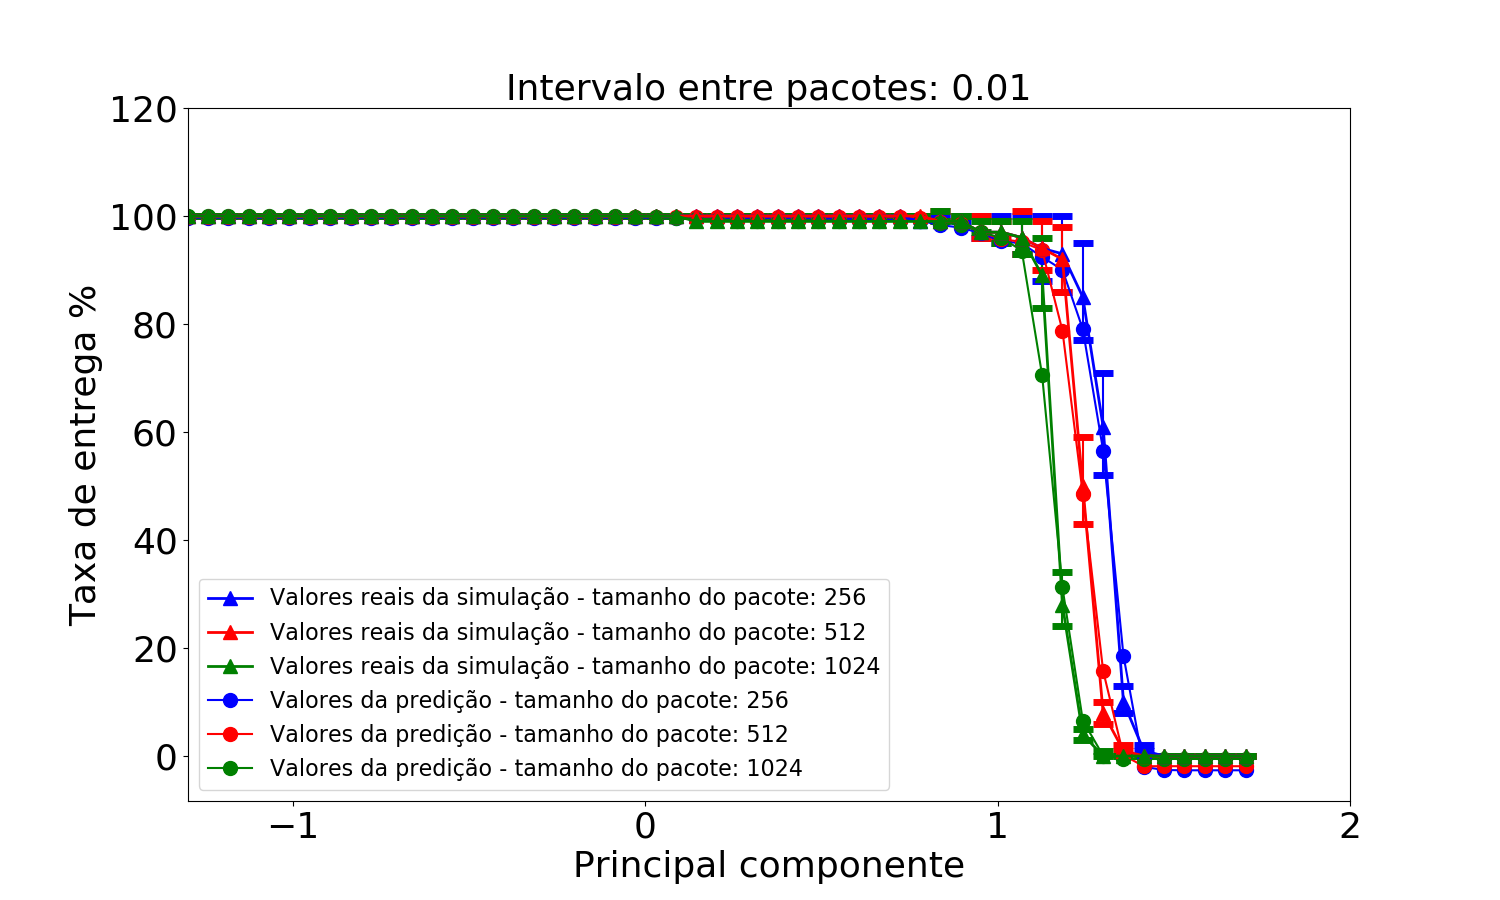 Intervalo entre pacotes: 0.01
120
100
80
60
40
20
0
Taxa de entrega %
Valores reais da simulação - tamanho do pacote: 256
Valores reais da simulação - tamanho do pacote: 512
Valores reais da simulação - tamanho do pacote: 1024
Valores da predição - tamanho do pacote: 256
Valores da predição - tamanho do pacote: 512
Valores da predição - tamanho do pacote: 1024
−1 0 1 2
Principal componente